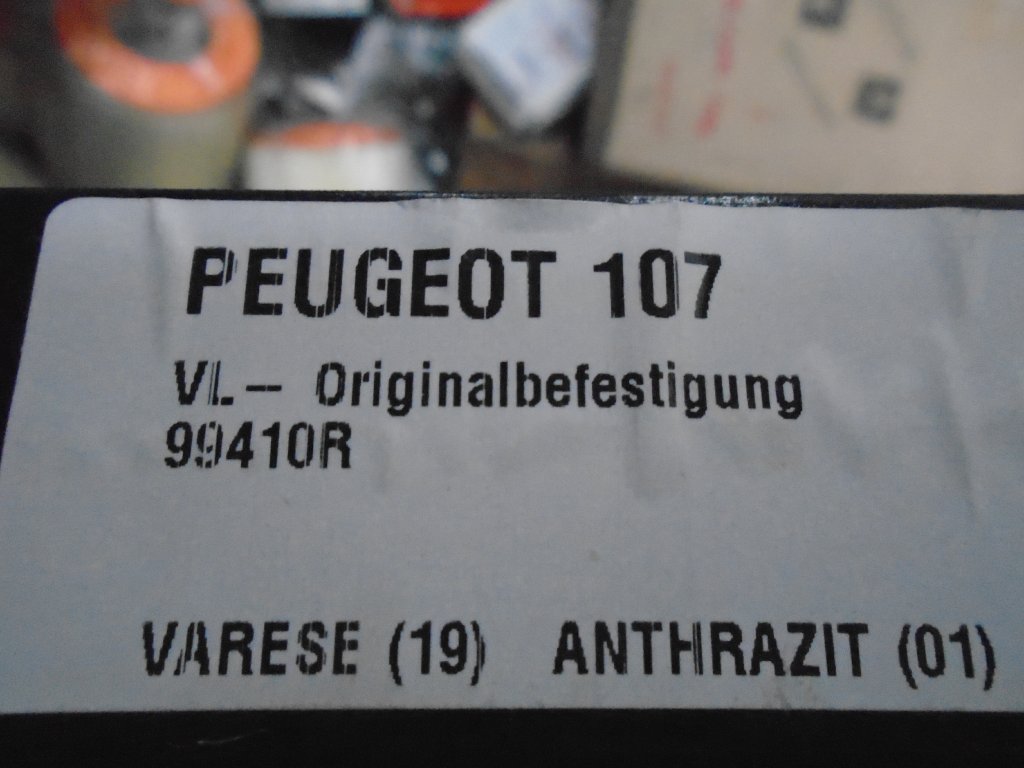 PEUGEOT 107
VL- Originalbefestigung
99410R
VARESE (19) ANTHRAZIT (01)